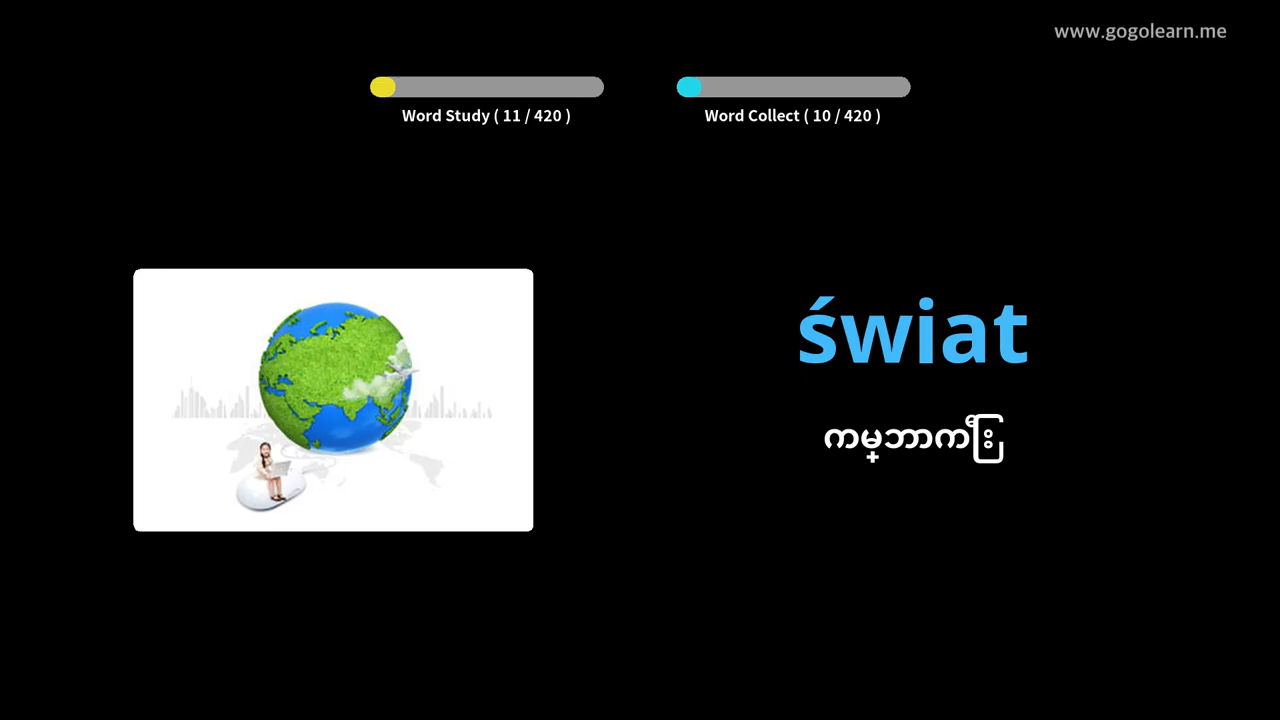 www.gogolearn.me
Word Study ( 11 / 420 )
Word Collect ( 10 / 420 )
świat
ကမ္ဘာကြီး